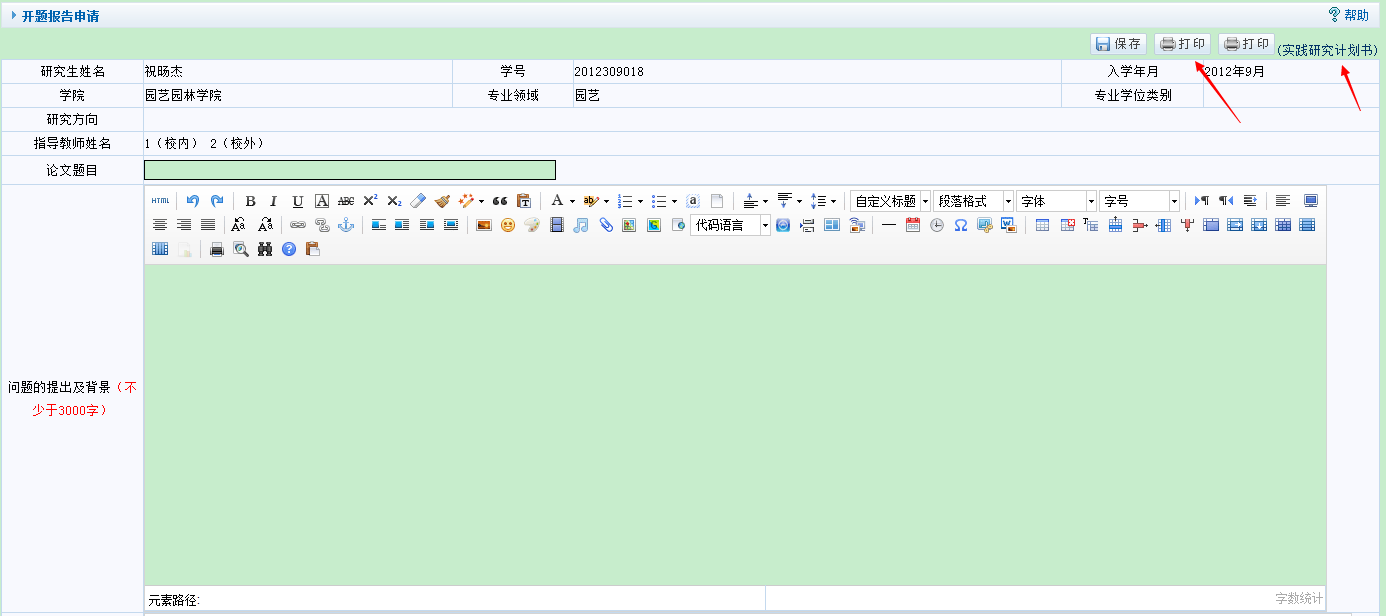 开题报告申请 帮助
保存 打印 打印 (实践研究计划书)
研究生姓名 祝旸杰 学号 2012309018 入学年月 2012年9月
学院 园艺园林学院 专业领域 园艺 专业学位类别
研究方向
指导教师姓名 1（校内） 2（校外）
论文题目
HTML B I U A ABC X² X₂ A ab a 自定义标题 段落格式 字体 字号
代码语言
问题的提出及背景（不
少于3000字）
元素路径: 字数统计